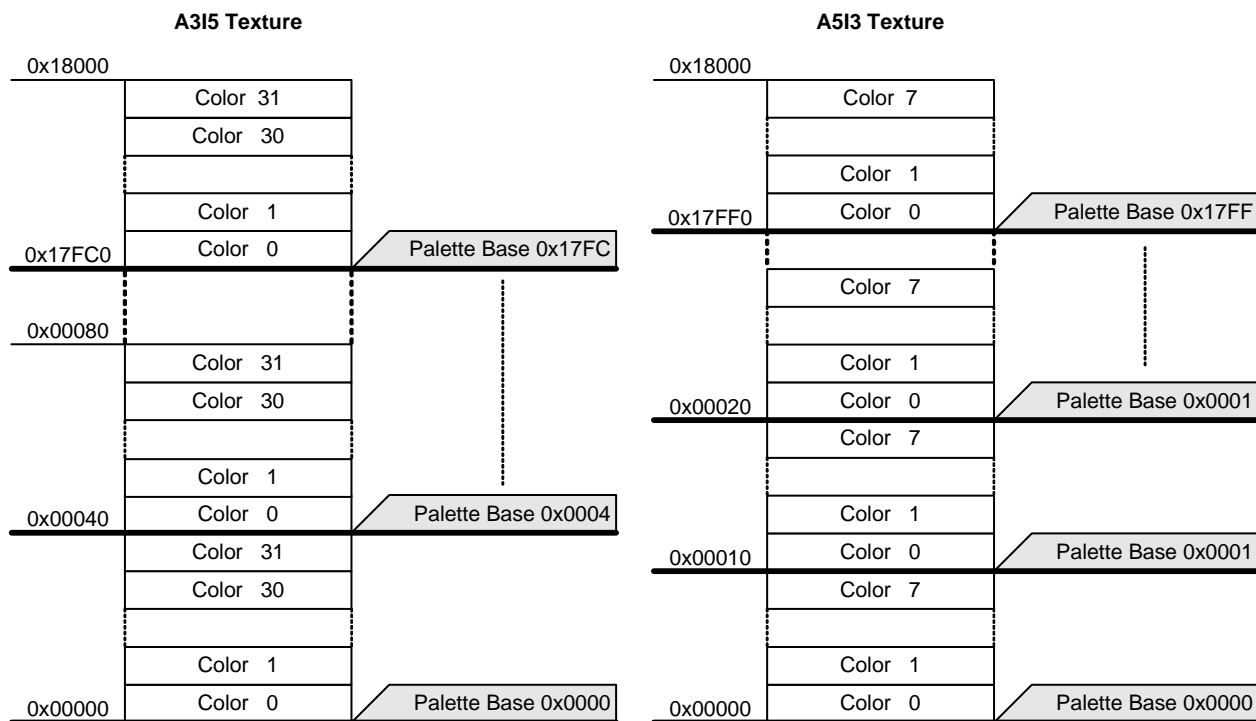 A3I5 Texture
0x18000
Color 31
Color 30
Color 1
0x17FC0
Color 0
Palette Base 0x17FC
0x00080
Color 31
Color 30
Color 1
0x00040
Color 0
Palette Base 0x0004
Color 31
Color 30
Color 1
0x00000
Color 0
Palette Base 0x0000
A5I3 Texture
0x18000
Color 7
Color 1
0x17FF0
Color 0
Palette Base 0x17FF
Color 7
Color 1
0x00020
Color 0
Palette Base 0x0001
Color 7
Color 1
0x00010
Color 0
Palette Base 0x0001
Color 7
Color 1
0x00000
Color 0
Palette Base 0x0000